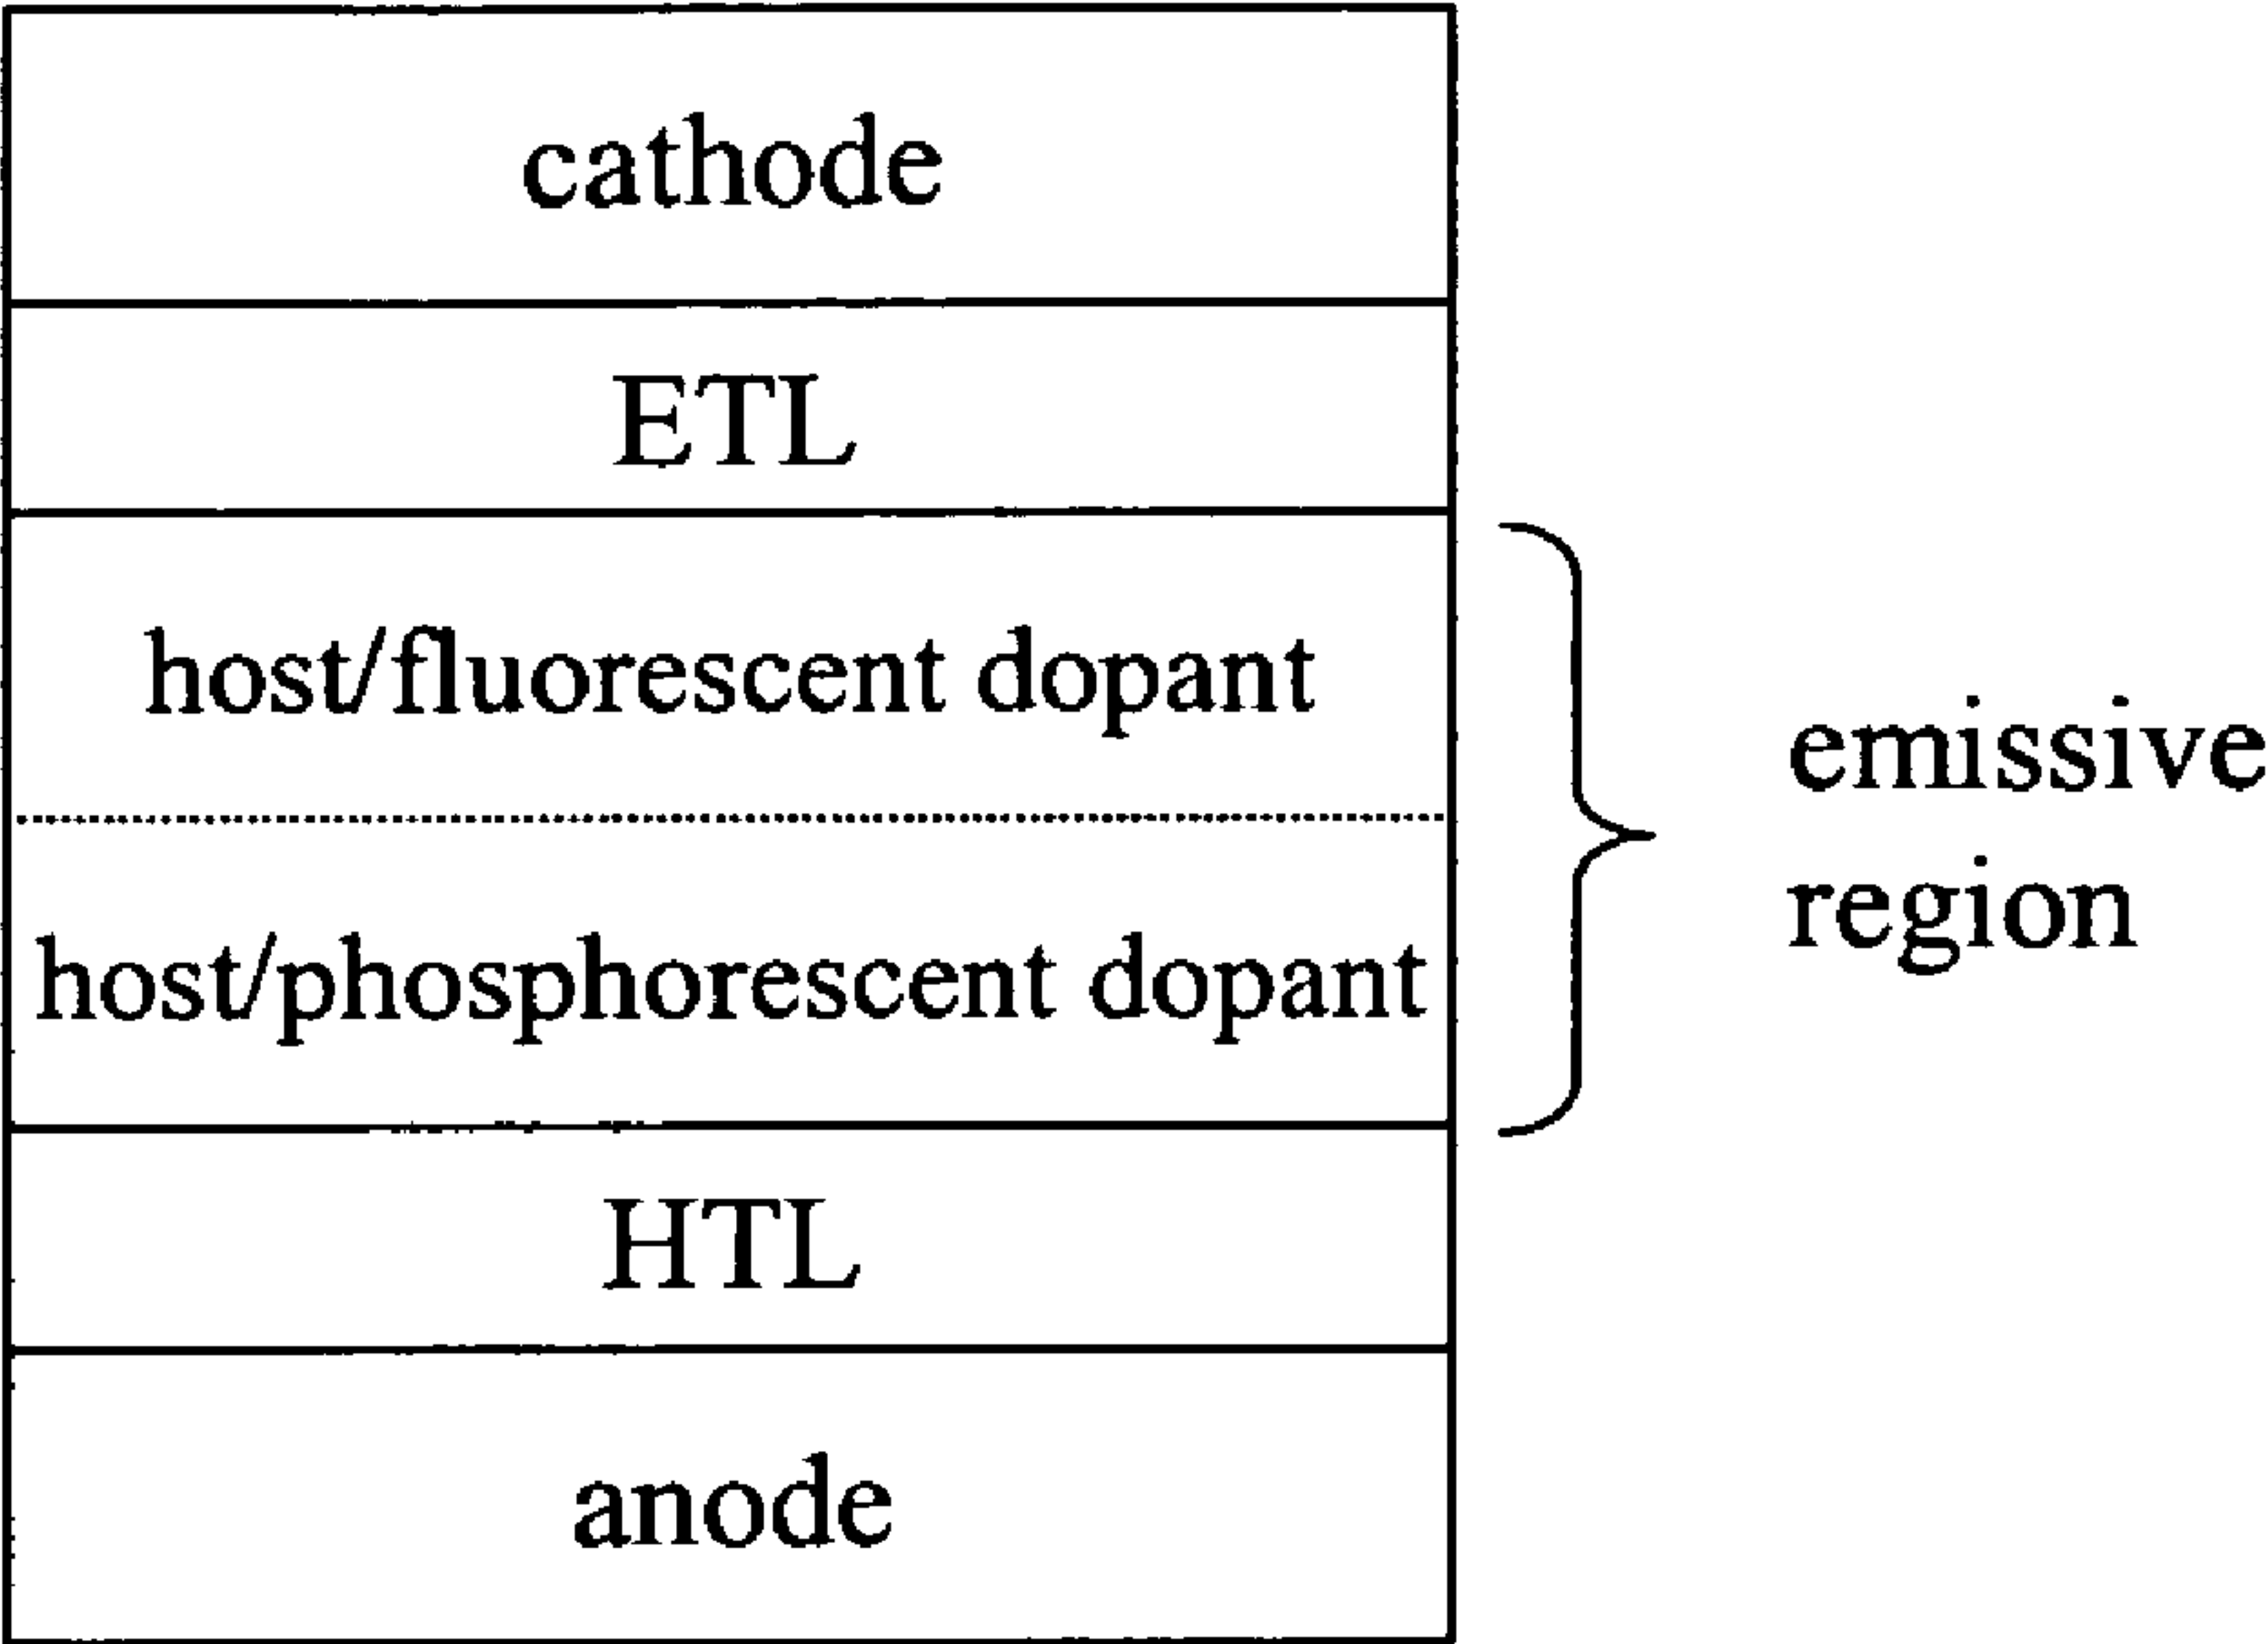 cathode
ETL
host/fluorescent dopant
emissive
region
host/phosphorescent dopant
HTL
anode